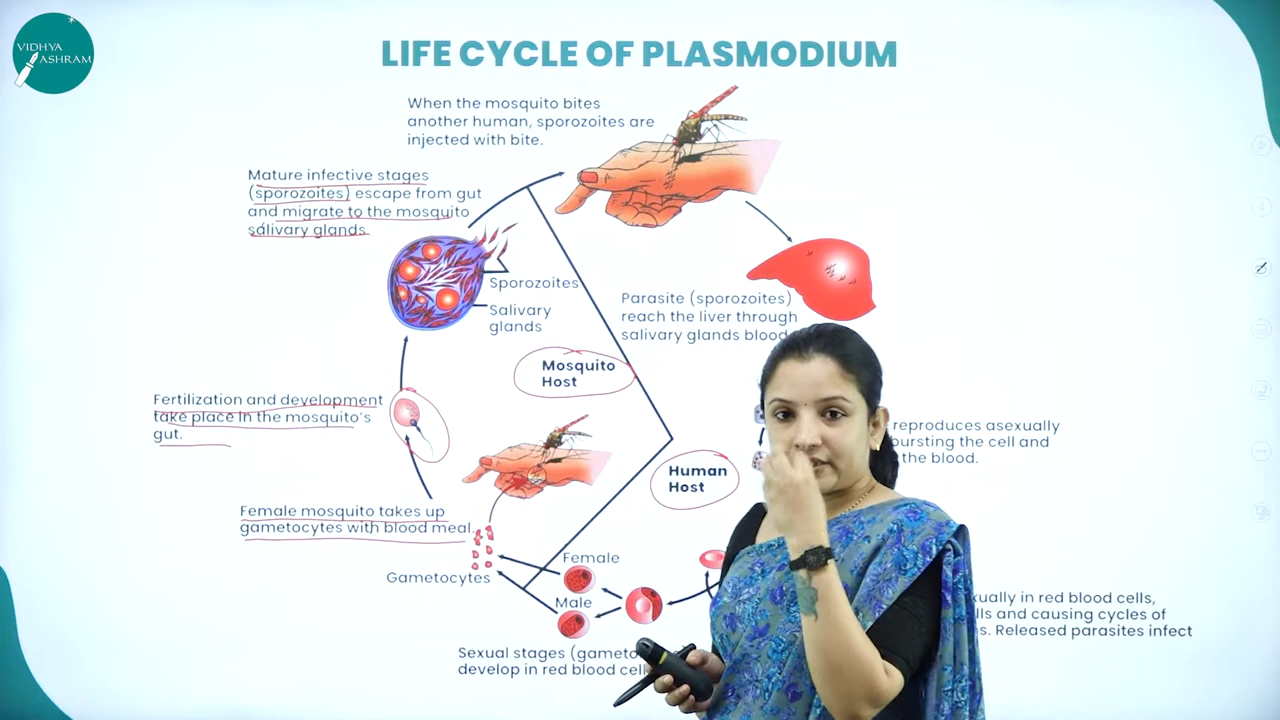 VIDHYA
ASHRAM
LIFE CYCLE OF PLASMODIUM
When the mosquito bites
another human, sporozoites are
injected with bite.
Mature infective stages
(sporozoites) escape from gut
and migrate to the mosquito
salivary glands.
Sporozoites
Salivary
glands
Parasite (sporozoites)
reach the liver through
salivary glands blood
Mosquito
Host
Fertilization and development
take place in the mosquito's
gut.
reproduces asexually
bursting the cell and
the blood.
Human
Host
Female mosquito takes up
gametocytes with blood meal.
Gametocytes
Female
Male
in red blood cells,
and causing cycles of
Released parasites infect
Sexual stages
develop in red blood